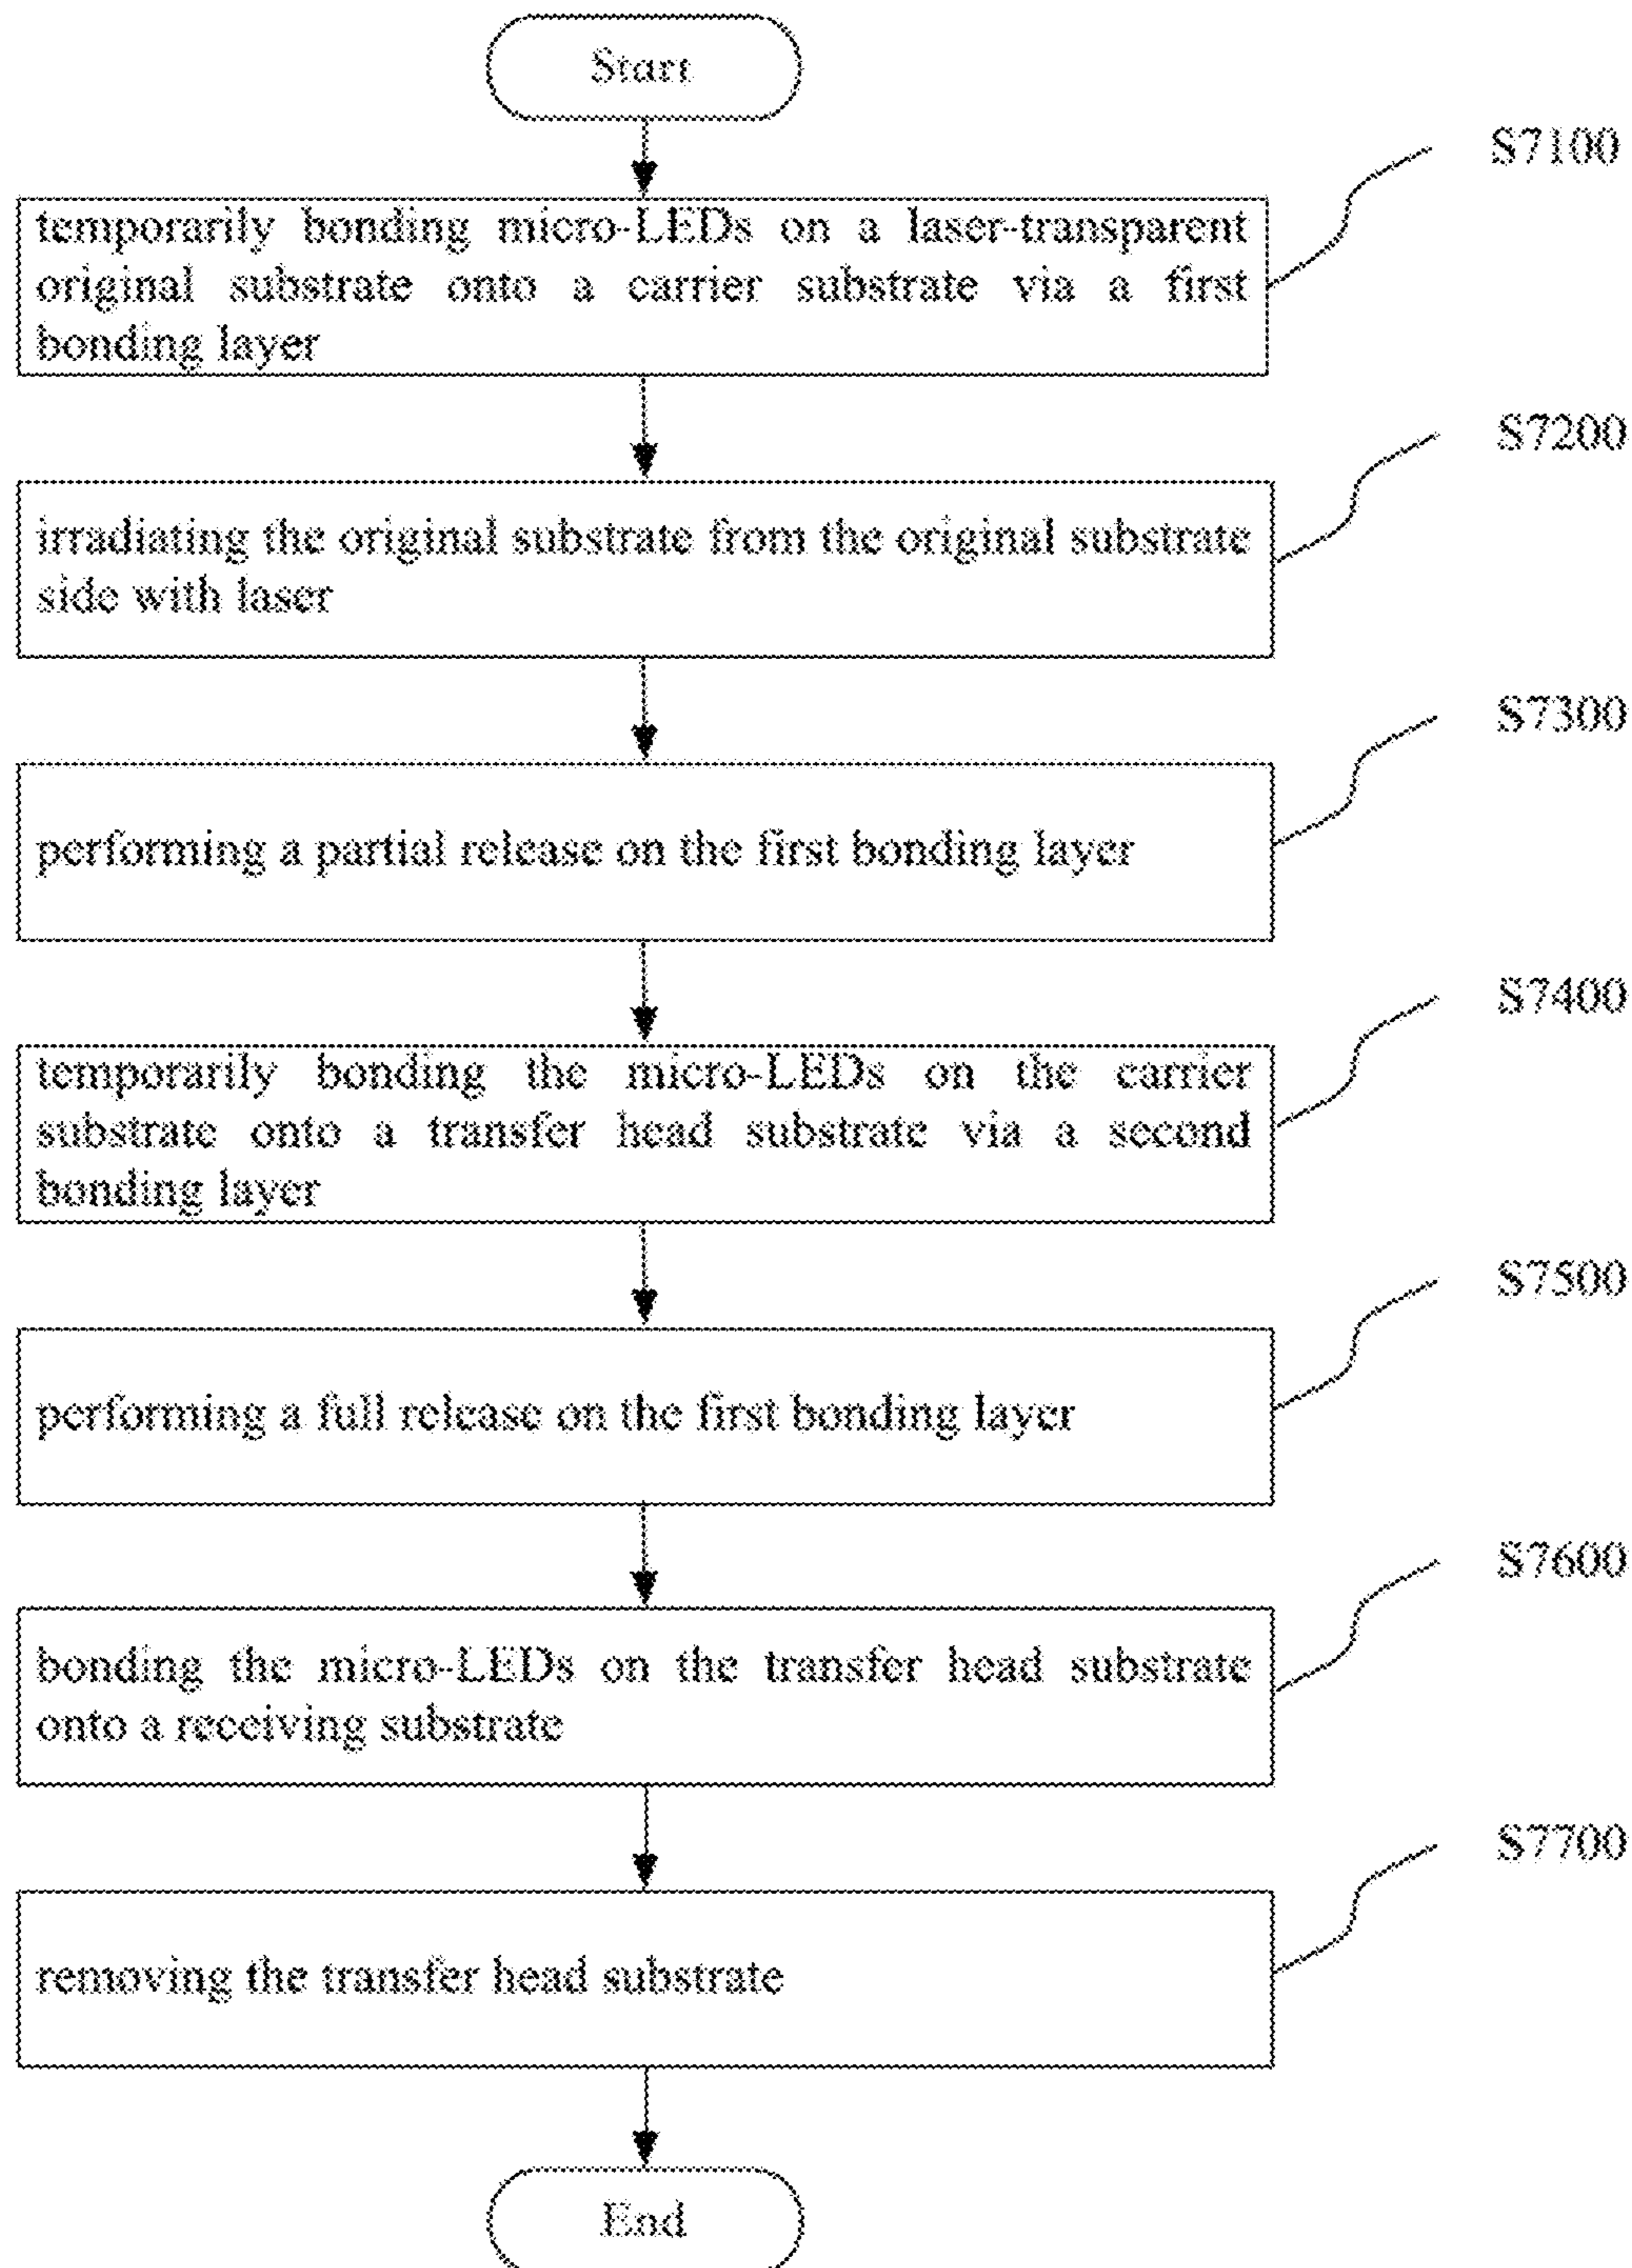 Start
S7100
temporarily bonding micro-LEDs on a laser-transparent
original substrate onto a carrier substrate via a first
bonding layer
S7200
irradiating the original substrate from the original substrate
side with laser
S7300
performing a partial release on the first bonding layer
S7400
temporarily bonding the micro-LEDs on the carrier
substrate onto a transfer head substrate via a second
bonding layer
S7500
performing a full release on the first bonding layer
S7600
bonding the micro-LEDs on the transfer head substrate
onto a receiving substrate
S7700
removing the transfer head substrate
End